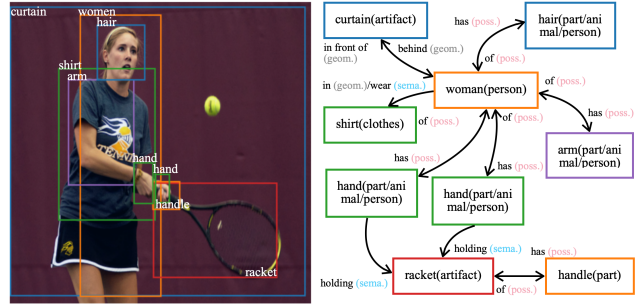 curtain
women
hair
shirt
arm
TENNIS
hand
hand
handle
racket
curtain(artifact)
has (poss.)
hair(part/ani
mal/person)
in front of
(geom.)
behind (geom.)
of (poss.)
in (geom.)/wear (sema.)
woman(person)
of (poss.)
has (poss.)
shirt(clothes)
of (poss.)
of (poss.)
arm(part/ani
mal/person)
has (poss.)
has (poss.)
hand(part/ani
mal/person)
hand(part/ani
mal/person)
holding (sema.)
has (poss.)
holding (sema.)
racket(artifact)
of (poss.)
handle(part)